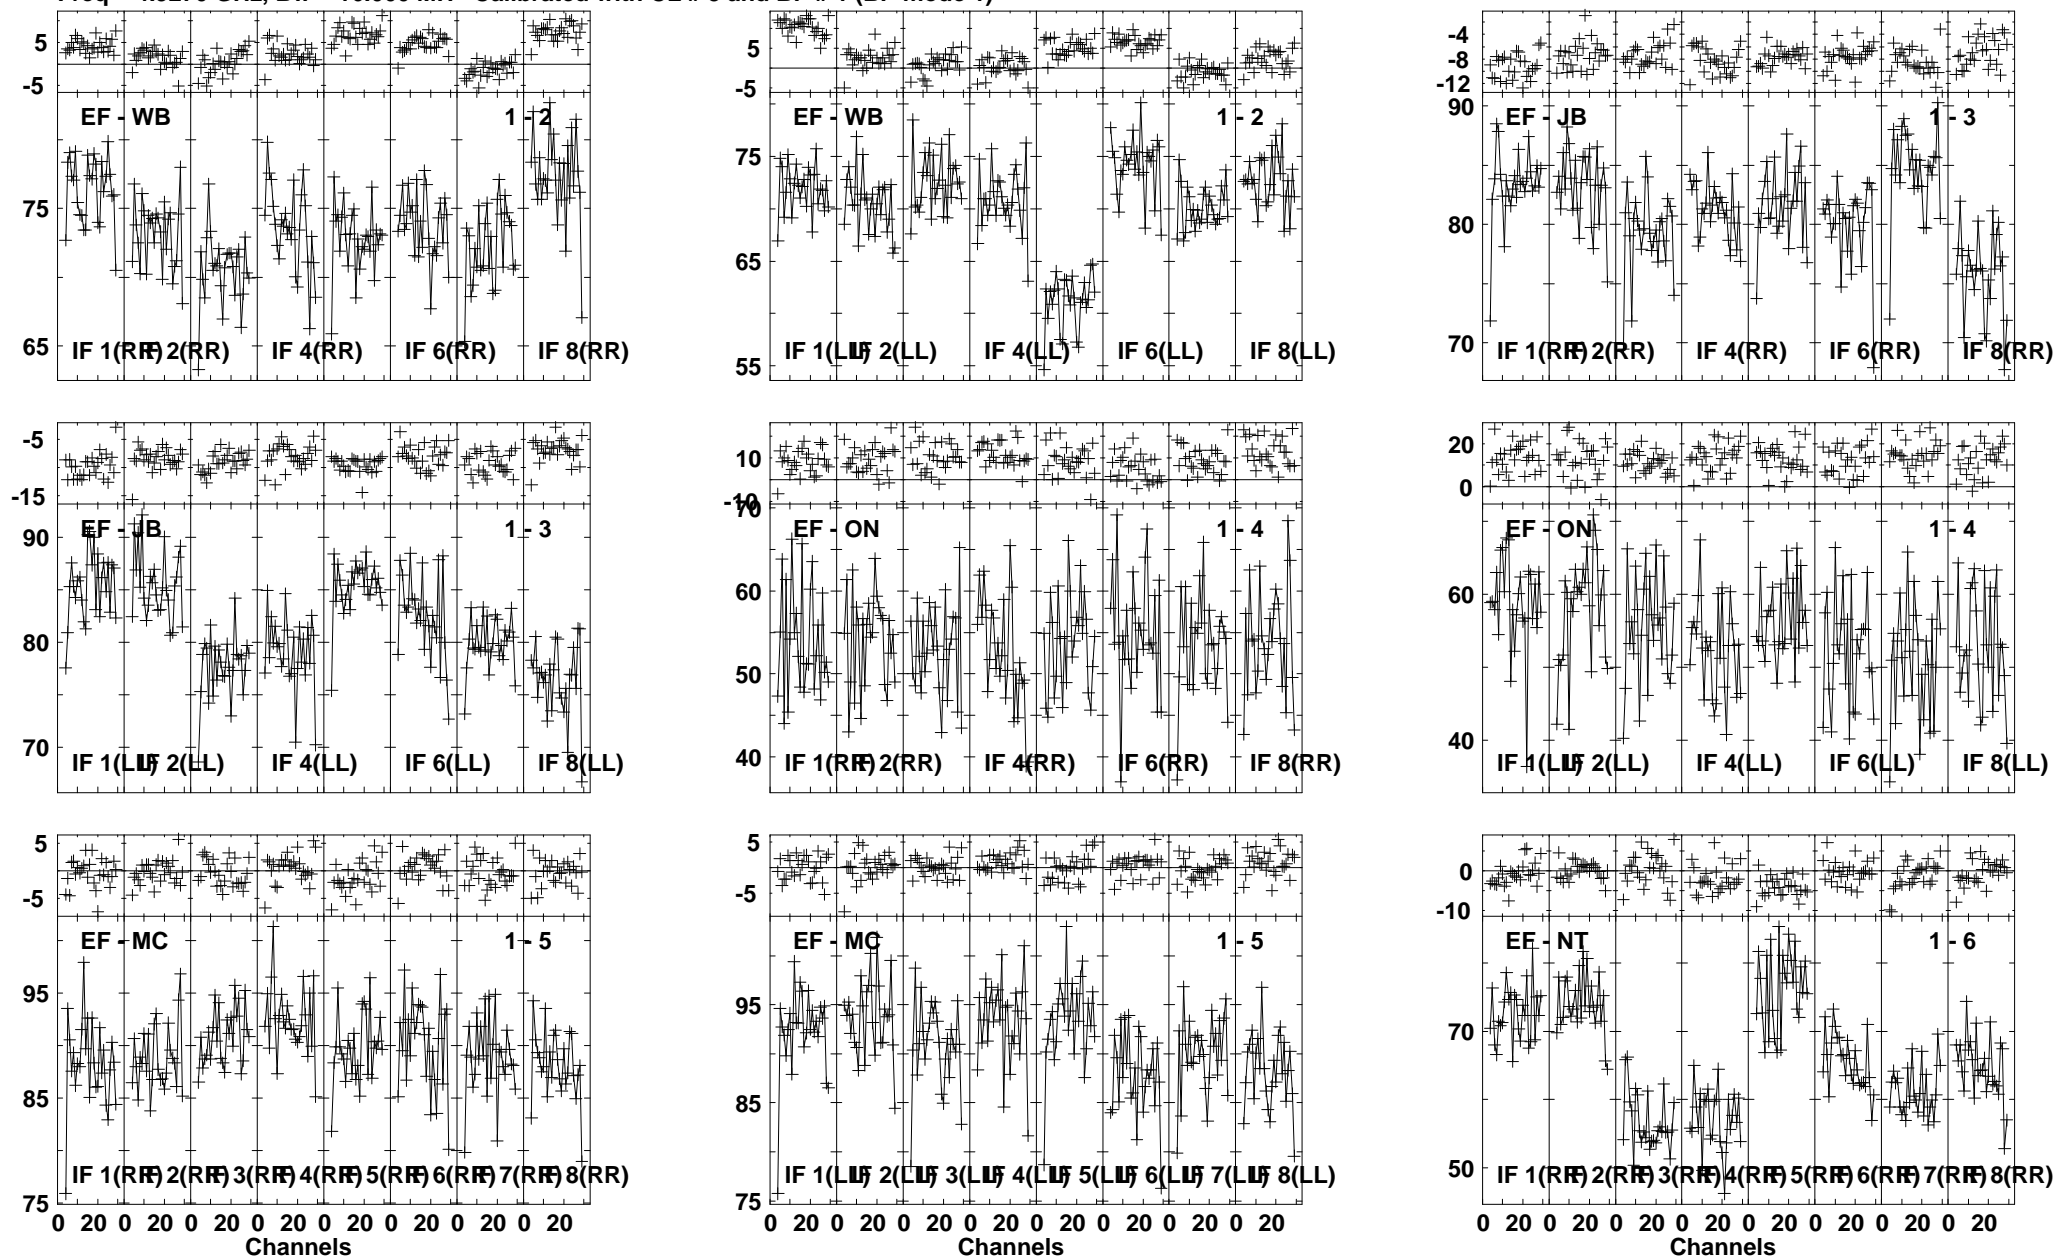 5
-5
EF - WB
1 - 2
75
65
IF 1(RR)
IF 2(RR)
IF 4(RR)
IF 6(RR)
IF 8(RR)
5
-5
EF - WB
1 - 2
75
65
55
IF 1(LL)
IF 2(LL)
IF 4(LL)
IF 6(LL)
IF 8(LL)
-4
-8
-12
90
EF - JB
1 - 3
80
70
IF 1(RR)
IF 2(RR)
IF 4(RR)
IF 6(RR)
IF 8(RR)
-5
-15
90
EF - JB
1 - 3
80
70
IF 1(LL)
IF 2(LL)
IF 4(LL)
IF 6(LL)
IF 8(LL)
10
-10
70
EF - ON
1 - 4
60
50
40
IF 1(RR)
IF 2(RR)
IF 4(RR)
IF 6(RR)
IF 8(RR)
20
0
EF - ON
1 - 4
60
40
IF 1(LL)
IF 2(LL)
IF 4(LL)
IF 6(LL)
IF 8(LL)
5
-5
EF - MC
1 - 5
95
85
75
IF 1(RR)
IF 2(RR)
IF 3(RR)
IF 4(RR)
IF 5(RR)
IF 6(RR)
IF 7(RR)
IF 8(RR)
0 20 0 20 0 20 0 20 0 20 0 20 0 20 0 20
Channels
5
-5
EF - MC
1 - 5
95
85
75
IF 1(LL)
IF 2(LL)
IF 3(LL)
IF 4(LL)
IF 5(LL)
IF 6(LL)
IF 7(LL)
IF 8(LL)
0 20 0 20 0 20 0 20 0 20 0 20 0 20 0 20
Channels
0
-10
EF - NT
1 - 6
70
50
IF 1(RR)
IF 2(RR)
IF 3(RR)
IF 4(RR)
IF 5(RR)
IF 6(RR)
IF 7(RR)
IF 8(RR)
0 20 0 20 0 20 0 20 0 20 0 20 0 20 0 20
Channels